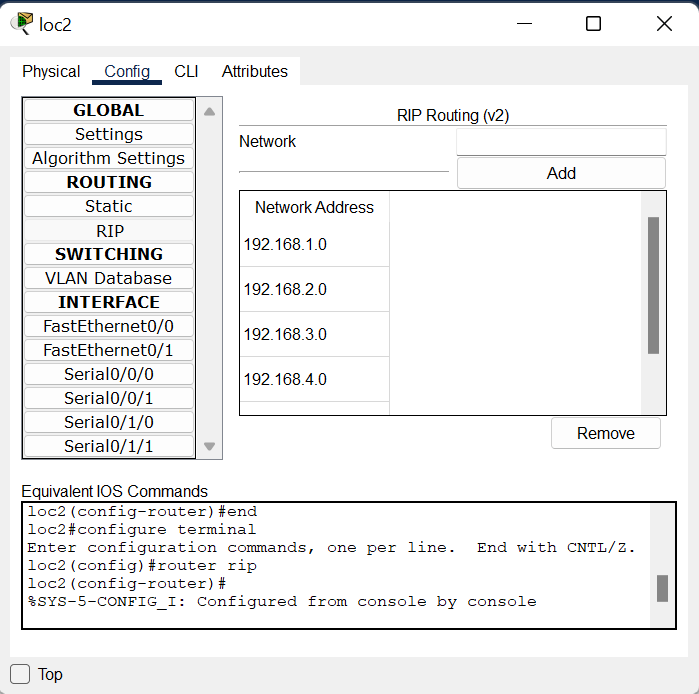 loc2
Physical Config CLI Attributes
GLOBAL
Settings
Algorithm Settings
ROUTING
Static
RIP
SWITCHING
VLAN Database
INTERFACE
FastEthernet0/0
FastEthernet0/1
Serial0/0/0
Serial0/0/1
Serial0/1/0
Serial0/1/1
RIP Routing (v2)
Network
Add
Network Address
192.168.1.0
192.168.2.0
192.168.3.0
192.168.4.0
Remove
Equivalent IOS Commands
loc2(config-router)#end
loc2#configure terminal
Enter configuration commands, one per line.  End with CNTL/Z.
loc2(config)#router rip
loc2(config-router)#
%SYS-5-CONFIG_I: Configured from console by console
Top